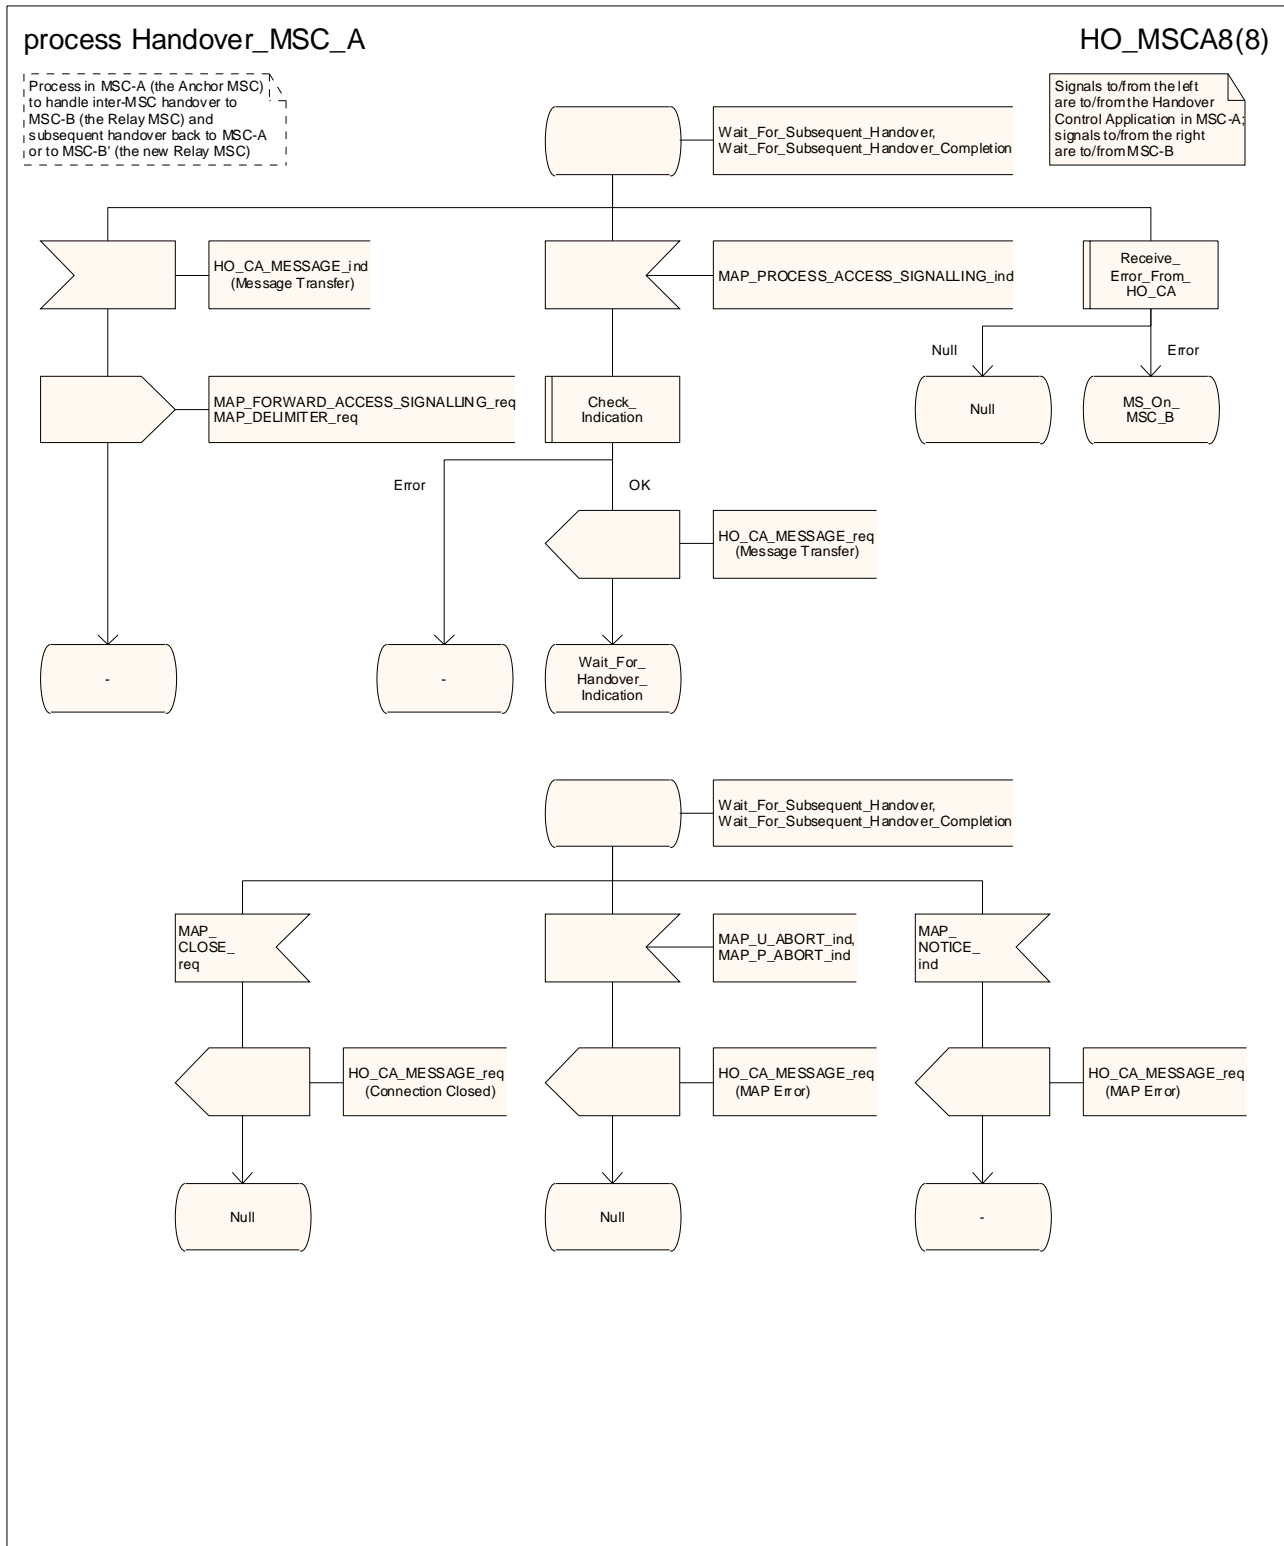 process Handover_MSC_A
HO_MSCA8(8)
Process in MSC-A (the Anchor MSC)
to handle inter-MSC handover to
MSC-B (the Relay MSC) and
subsequent handover back to MSC-A
or to MSC-B' (the new Relay MSC)
Signals to/from the left
are to/from the Handover
Control Application in MSC-A;
signals to/from the right
are to/from MSC-B
Wait_For_Subsequent_Handover,
Wait_For_Subsequent_Handover_Completion
HO_CA_MESSAGE_ind
(Message Transfer)
MAP_PROCESS_ACCESS_SIGNALLING_ind
Receive_
Error_From_
HO_CA
Null
Error
MAP_FORWARD_ACCESS_SIGNALLING_req
MAP_DELIMITER_req
Check_
Indication
Null
MS_On_
MSC_B
Error
OK
HO_CA_MESSAGE_req
(Message Transfer)
-
-
Wait_For_
Handover_
Indication
Wait_For_Subsequent_Handover,
Wait_For_Subsequent_Handover_Completion
MAP_
CLOSE_
req
MAP_U_ABORT_ind,
MAP_P_ABORT_ind
MAP_
NOTICE_
ind
HO_CA_MESSAGE_req
(Connection Closed)
HO_CA_MESSAGE_req
(MAP Error)
HO_CA_MESSAGE_req
(MAP Error)
Null
Null
-